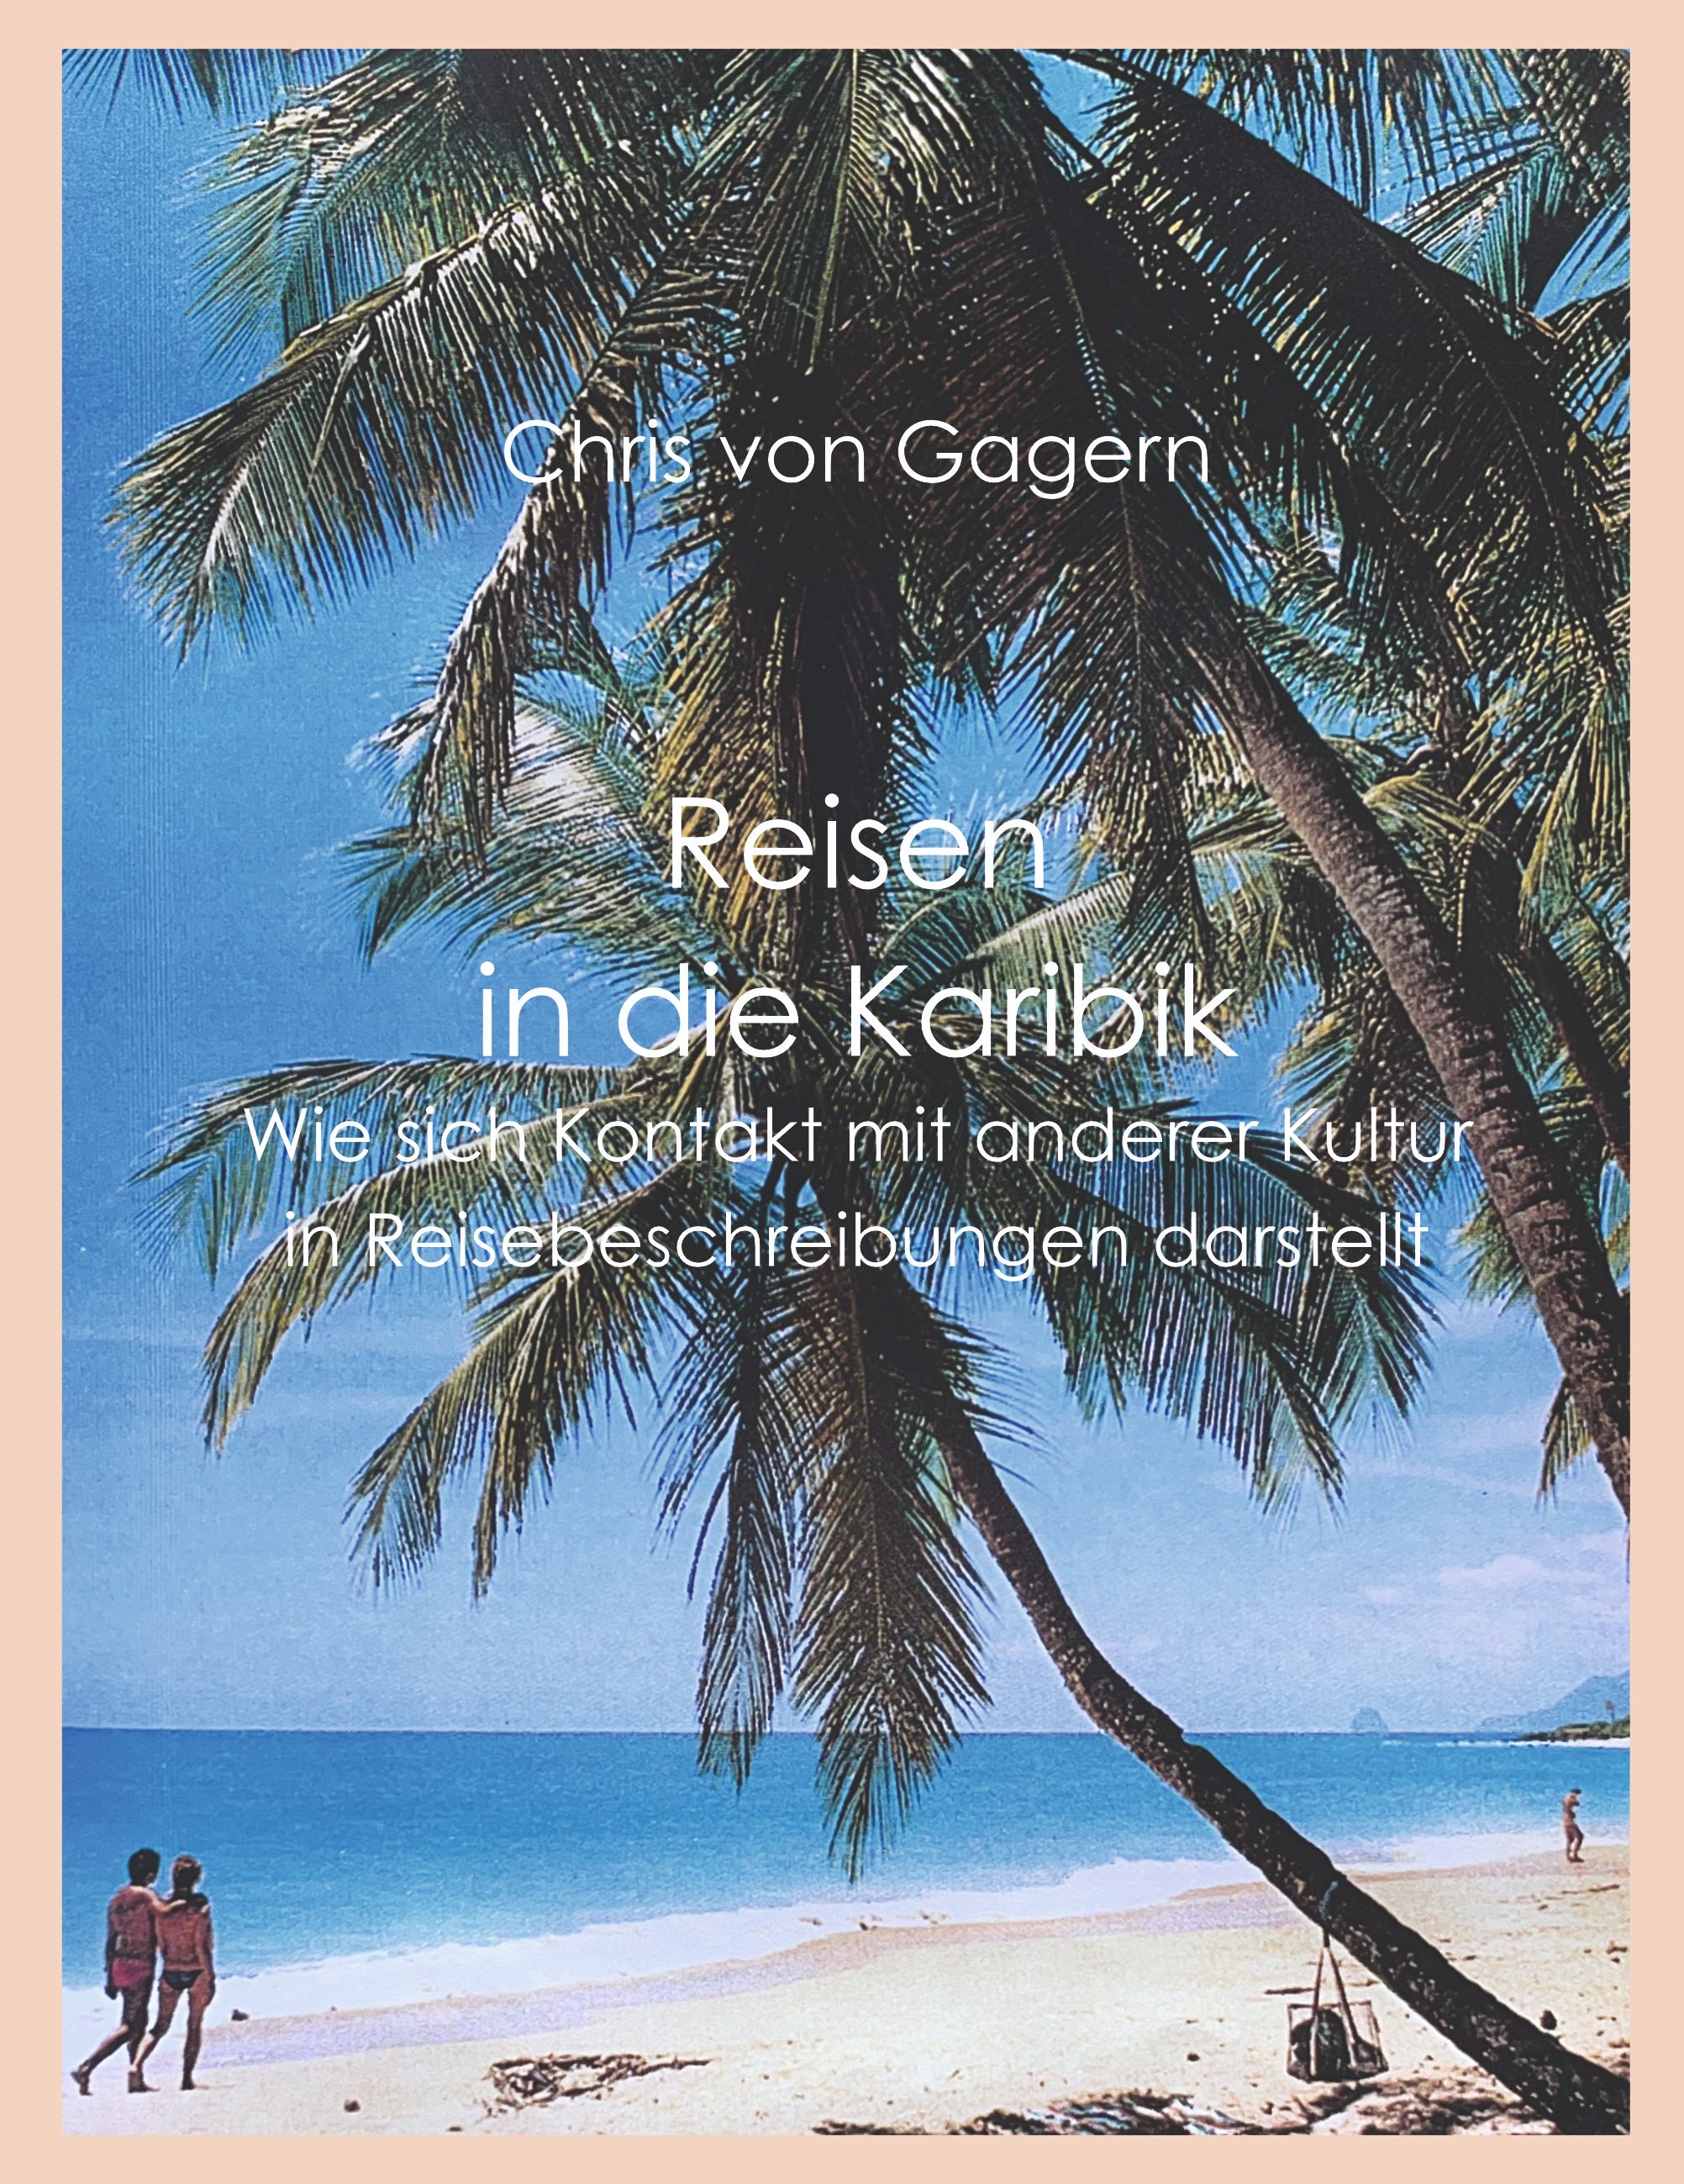 Chris von Gagern
Reisen
in die Karibik
Wie sich Kontakt mit anderer Kultur
in Reisebeschreibungen darstellt